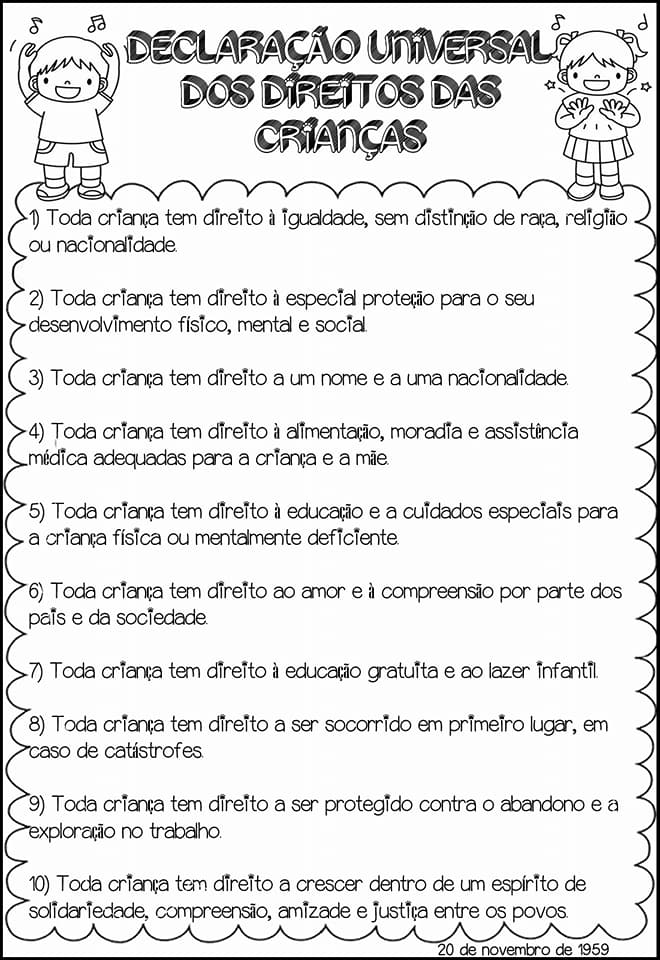 DECLARAÇÃO UNIVERSAL
DOS DIREITOS DAS
CRIANÇAS
1) Toda criança tem direito à igualdade, sem distinção de raça, religião
ou nacionalidade.
2) Toda criança tem direito à especial proteção para o seu
desenvolvimento físico, mental e social.
3) Toda criança tem direito a um nome e a uma nacionalidade.
4) Toda criança tem direito à alimentação, moradia e assistência
médica adequadas para a criança e a mãe.
5) Toda criança tem direito à educação e a cuidados especiais para
a criança física ou mentalmente deficiente.
6) Toda criança tem direito ao amor e à compreensão por parte dos
pais e da sociedade.
7) Toda criança tem direito à educação gratuita e ao lazer infantil.
8) Toda criança tem direito a ser socorrido em primeiro lugar, em
caso de catástrofes.
9) Toda criança tem direito a ser protegido contra o abandono e a
exploração no trabalho.
10) Toda criança tem direito a crescer dentro de um espírito de
solidariedade, compreensão, amizade e justiça entre os povos.
20 de novembro de 1959